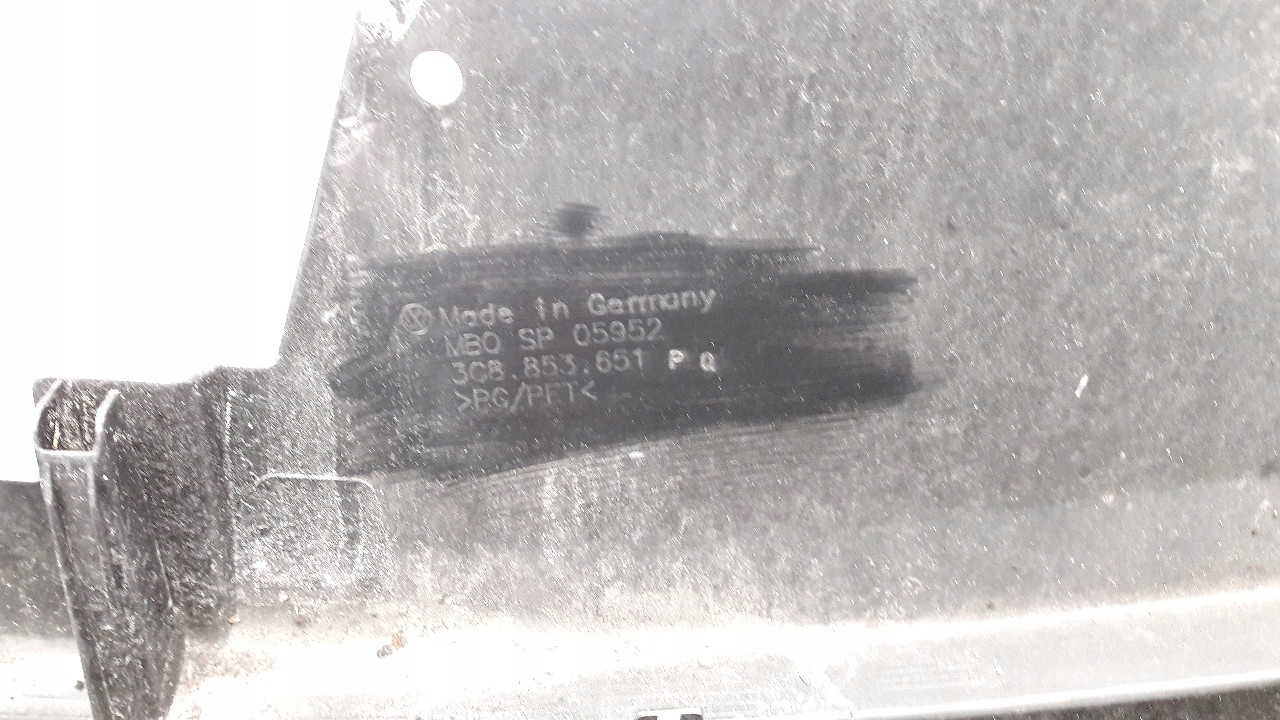 Made in Germany
MBO SP 05952
3C8.853.651 P Q
>PC/PET<